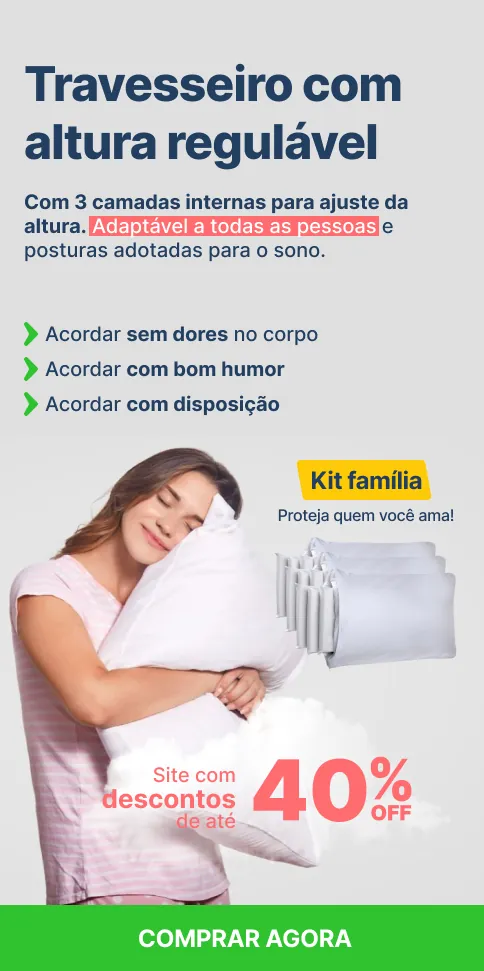 Travesseiro com
altura regulável
Com 3 camadas internas para ajuste da
altura. Adaptável a todas as pessoas e
posturas adotadas para o sono.
Acordar sem dores no corpo
Acordar com bom humor
Acordar com disposição
Kit família
Proteja quem você ama!
Site com
descontos
de até
40%
OFF
COMPRAR AGORA